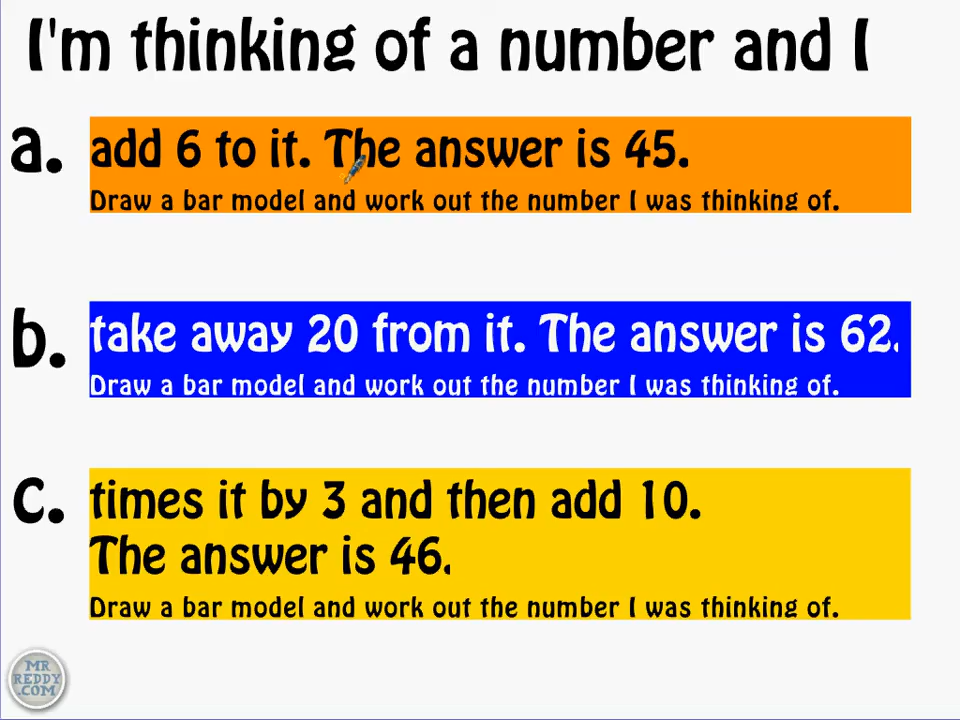 I'm thinking of a number and I
a. add 6 to it. The answer is 45.
Draw a bar model and work out the number I was thinking of.
b. take away 20 from it. The answer is 62.
Draw a bar model and work out the number I was thinking of.
c. times it by 3 and then add 10.
The answer is 46.
Draw a bar model and work out the number I was thinking of.
MR
REDDY
.COM